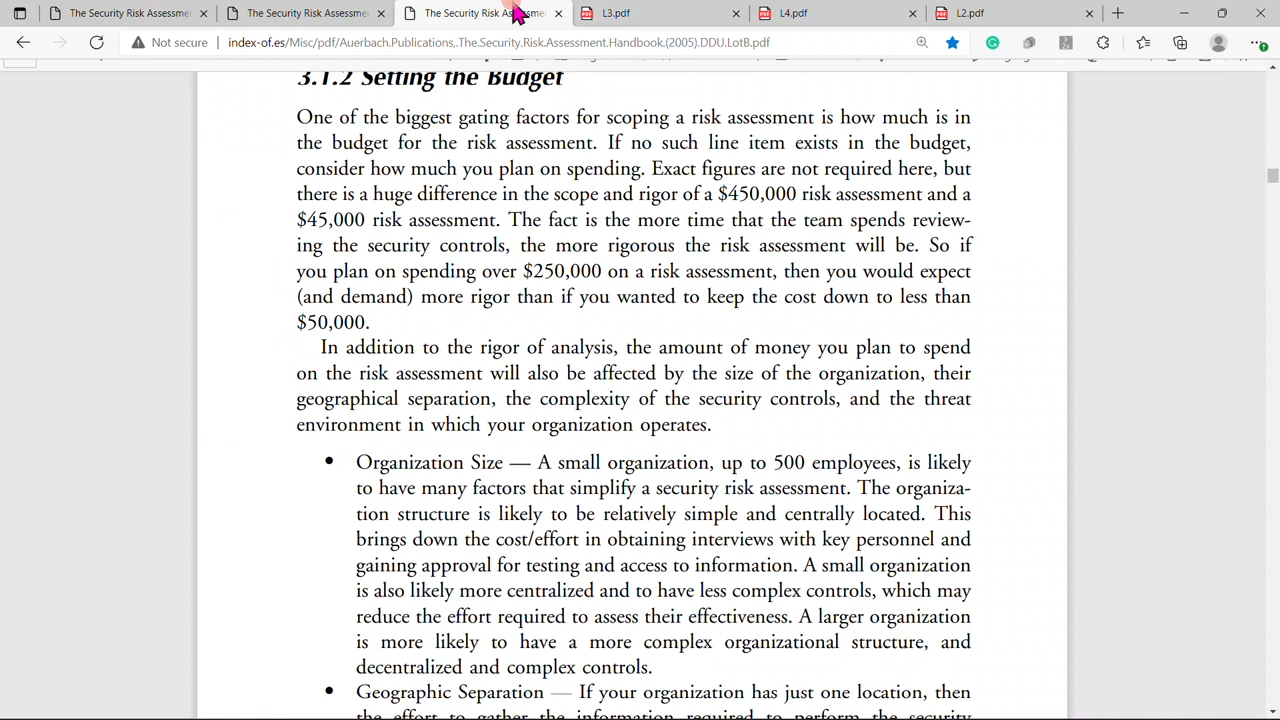 The Security Risk Assessme
The Security Risk Assessme
The Security Risk Assessme
L3.pdf
L4.pdf
L2.pdf
Not secure
index-of.es/Misc/pdf/Auerbach.Publications,.The.Security.Risk.Assessment.Handbook.(2005).DDU.LotB.pdf
3.1.2 Setting the Budget
One of the biggest gating factors for scoping a risk assessment is how much is in
the budget for the risk assessment. If no such line item exists in the budget,
consider how much you plan on spending. Exact figures are not required here, but
there is a huge difference in the scope and rigor of a $450,000 risk assessment and a
$45,000 risk assessment. The fact is the more time that the team spends review-
ing the security controls, the more rigorous the risk assessment will be. So if
you plan on spending over $250,000 on a risk assessment, then you would expect
(and demand) more rigor than if you wanted to keep the cost down to less than
$50,000.
In addition to the rigor of analysis, the amount of money you plan to spend
on the risk assessment will also be affected by the size of the organization, their
geographical separation, the complexity of the security controls, and the threat
environment in which your organization operates.
• Organization Size — A small organization, up to 500 employees, is likely
to have many factors that simplify a security risk assessment. The organiza-
tion structure is likely to be relatively simple and centrally located. This
brings down the cost/effort in obtaining interviews with key personnel and
gaining approval for testing and access to information. A small organization
is also likely more centralized and to have less complex controls, which may
reduce the effort required to assess their effectiveness. A larger organization
is more likely to have a more complex organizational structure, and
decentralized and complex controls.
• Geographic Separation — If your organization has just one location, then
the effort to gather the information required to perform the security